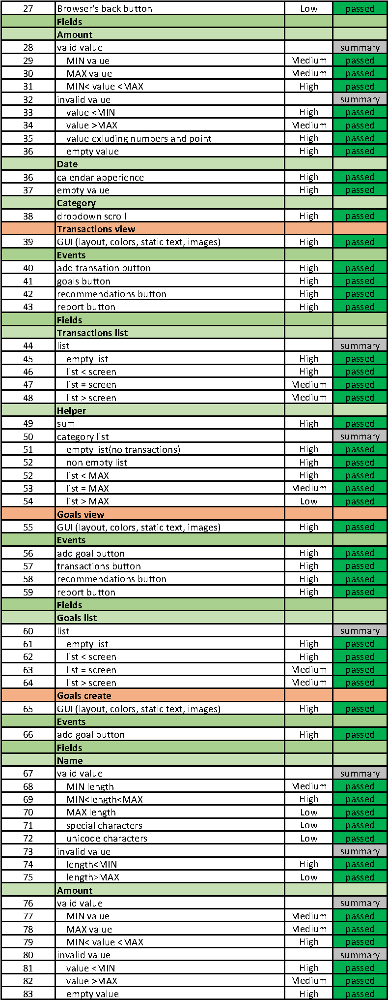 27 Browser's back button Low passed
Fields
Amount
28 valid value summary
29 MIN value Medium passed
30 MAX value Medium passed
31 MIN< value <MAX High passed
32 invalid value summary
33 value <MIN High passed
34 value >MAX Medium passed
35 value exluding numbers and point High passed
36 empty value High passed
Date
36 calendar apperience High passed
37 empty value High passed
Category
38 dropdown scroll High passed
Transactions view
39 GUI (layout, colors, static text, images) High passed
Events
40 add transation button High passed
41 goals button High passed
42 recommendations button High passed
43 report button High passed
Fields
Transactions list
44 list summary
45 empty list High passed
46 list < screen High passed
47 list = screen Medium passed
48 list > screen Medium passed
Helper
49 sum High passed
50 category list summary
51 empty list(no transactions) High passed
52 non empty list High passed
52 list < MAX High passed
53 list = MAX Medium passed
54 list > MAX Low passed
Goals view
55 GUI (layout, colors, static text, images) High passed
Events
56 add goal button High passed
57 transactions button High passed
58 recommendations button High passed
59 report button High passed
Fields
Goals list
60 list summary
61 empty list High passed
62 list < screen High passed
63 list = screen Medium passed
64 list > screen Medium passed
Goals create
65 GUI (layout, colors, static text, images) High passed
Events
66 add goal button High passed
Fields
Name
67 valid value summary
68 MIN length Medium passed
69 MIN<length<MAX High passed
70 MAX length Low passed
71 special characters Low passed
72 unicode characters Low passed
73 invalid value summary
74 length<MIN High passed
75 length>MAX Low passed
Amount
76 valid value summary
77 MIN value Medium passed
78 MAX value Medium passed
79 MIN< value <MAX High passed
80 invalid value summary
81 value <MIN High passed
82 value >MAX Medium passed
83 empty value High passed